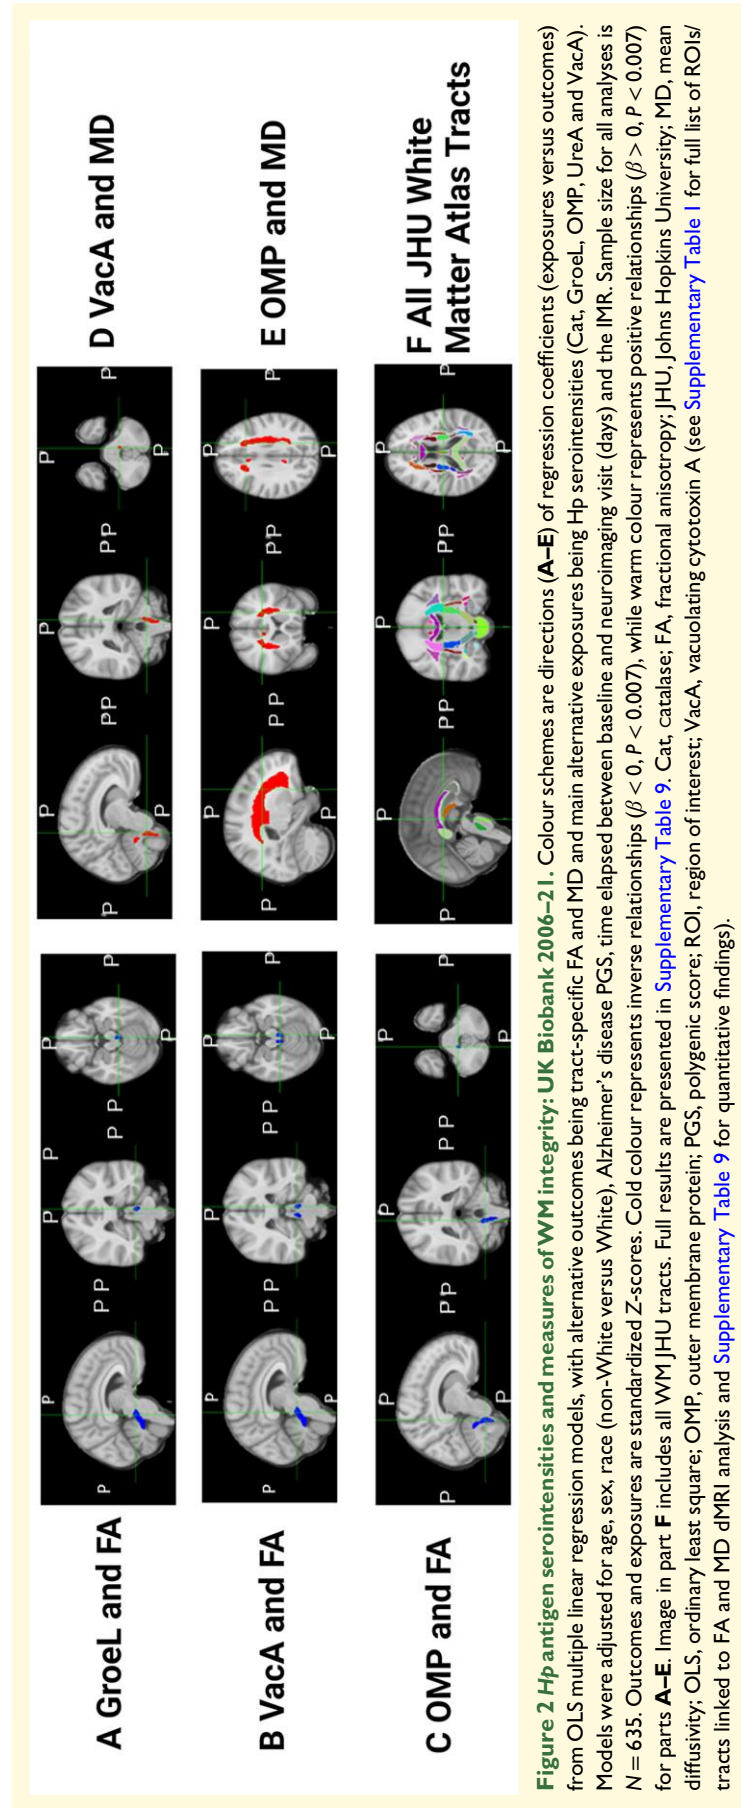 A GroeL and FA
P
P
P P
P
P
P
P P
P
P
D VacA and MD
P
P
P
P P
P
P P
P
P
P
B VacA and FA
P
P
P
P P
P
P P
P
P
P
E OMP and MD
P
P
P
P P
P
P P
P
P
P
C OMP and FA
P
P
P
P P
P
P P
P
P
P
F All JHU White
Matter Atlas Tracts
P
P
P
P P
P
P P
P
P
P
Figure 2 Hp antigen serointensities and measures of WM integrity: UK Biobank 2006–21. Colour schemes are directions (A–E) of regression coefficients (exposures versus outcomes)
from OLS multiple linear regression models, with alternative outcomes being tract-specific FA and MD and main alternative exposures being Hp serointensities (Cat, GroeL, OMP, UreA and VacA).
Models were adjusted for age, sex, race (non-White versus White), Alzheimer's disease PGS, time elapsed between baseline and neuroimaging visit (days) and the IMR. Sample size for all analyses is
N = 635. Outcomes and exposures are standardized Z-scores. Cold colour represents inverse relationships (β < 0, P < 0.007), while warm colour represents positive relationships (β > 0, P < 0.007)
for parts A–E. Image in part F includes all WM JHU tracts. Full results are presented in Supplementary Table 9. Cat, catalase; FA, fractional anisotropy; JHU, Johns Hopkins University; MD, mean
diffusivity; OLS, ordinary least square; OMP, outer membrane protein; PGS, polygenic score; ROI, region of interest; VacA, vacuolating cytotoxin A (see Supplementary Table 1 for full list of ROIs/
tracts linked to FA and MD dMRI analysis and Supplementary Table 9 for quantitative findings).